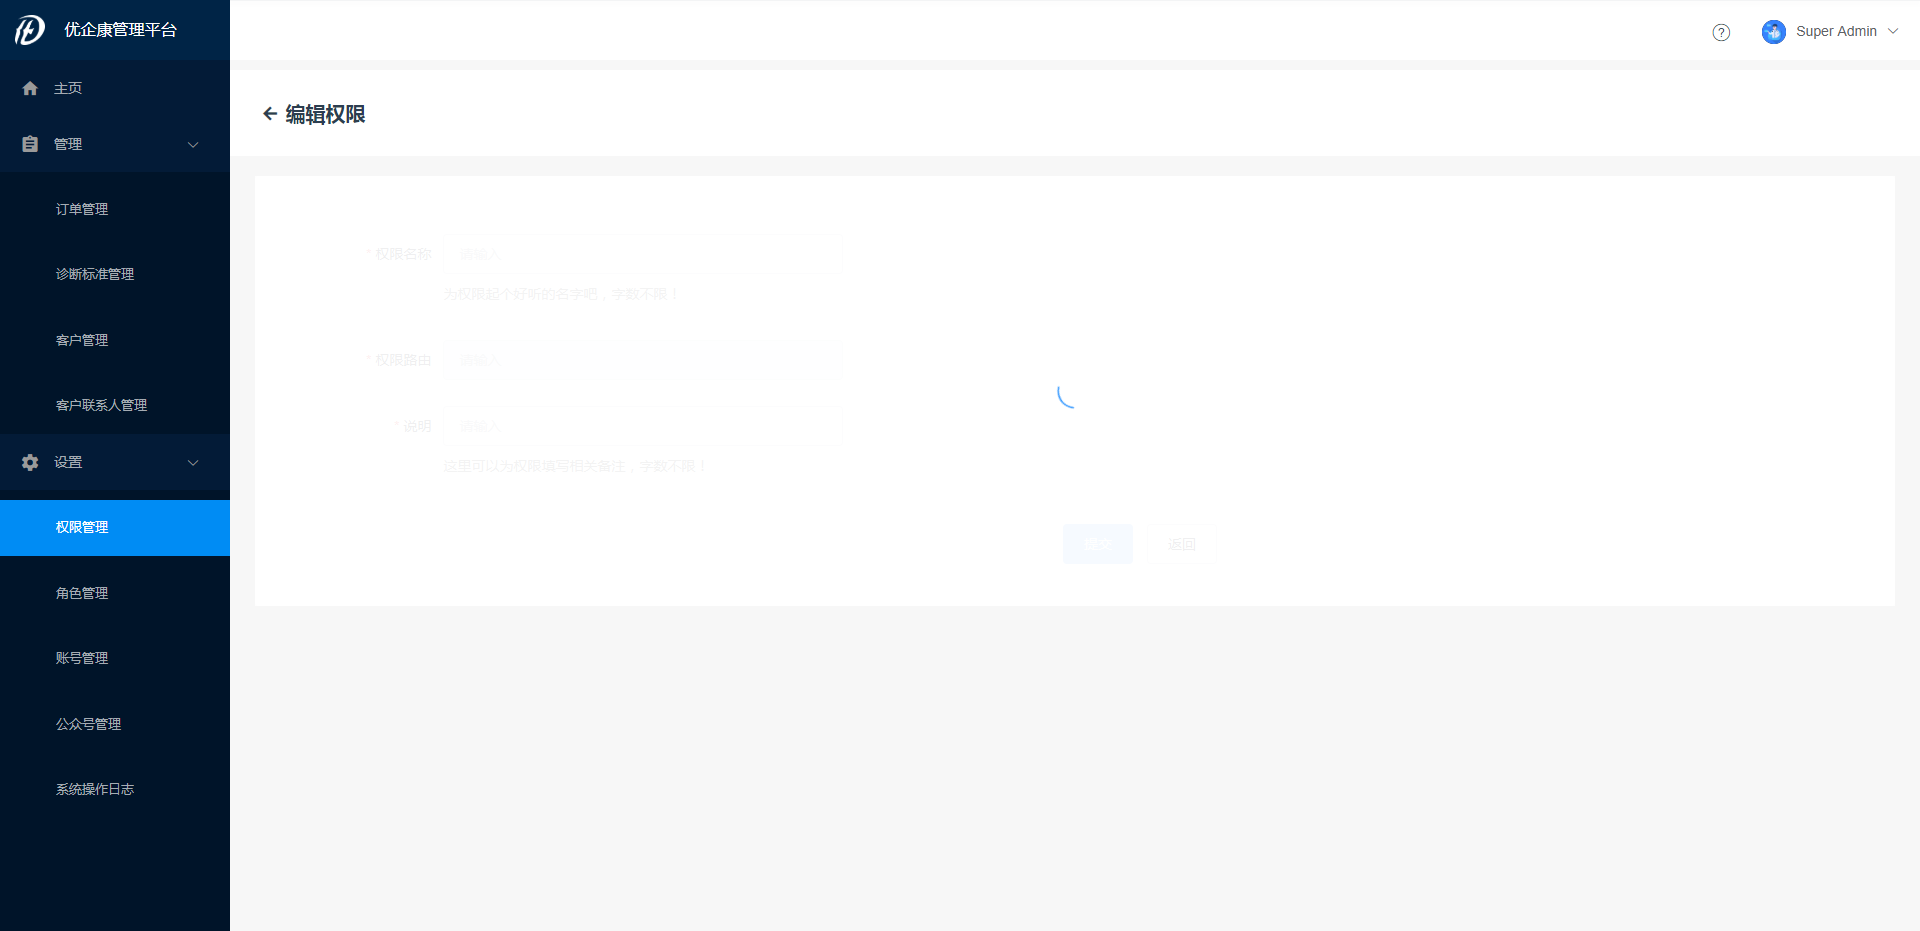 优企康管理平台
Super Admin
主页
管理
订单管理
诊断标准管理
客户管理
客户联系人管理
设置
权限管理
角色管理
账号管理
公众号管理
系统操作日志
编辑权限
* 权限名称 请输入
为权限起个好听的名字吧，字数不限！
* 权限路由 请输入
* 说明 请输入
这里可以为权限填写相关备注，字数不限！
提交 返回